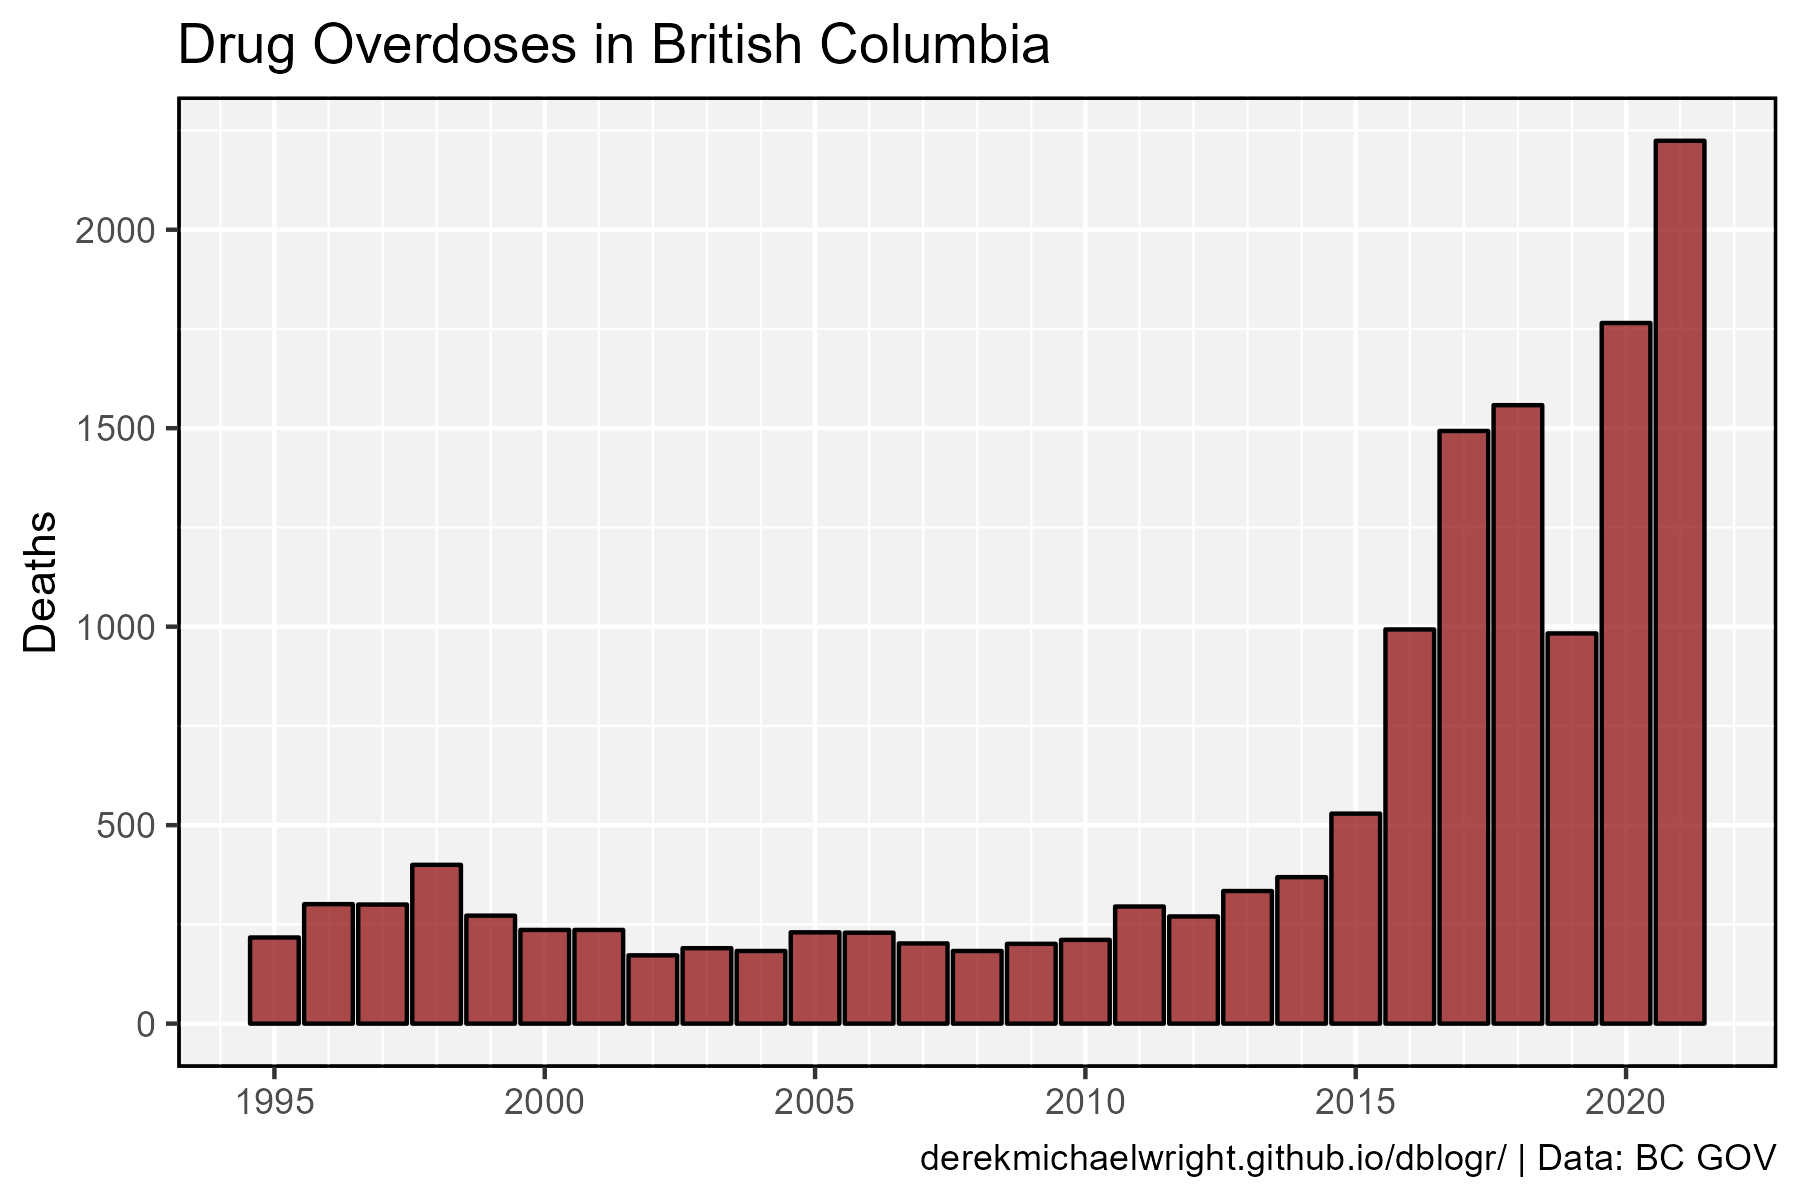 Drug Overdoses in British Columbia
Deaths
2000
1500
1000
500
0
1995 2000 2005 2010 2015 2020
derekmichaelwright.github.io/dblogr/ | Data: BC GOV